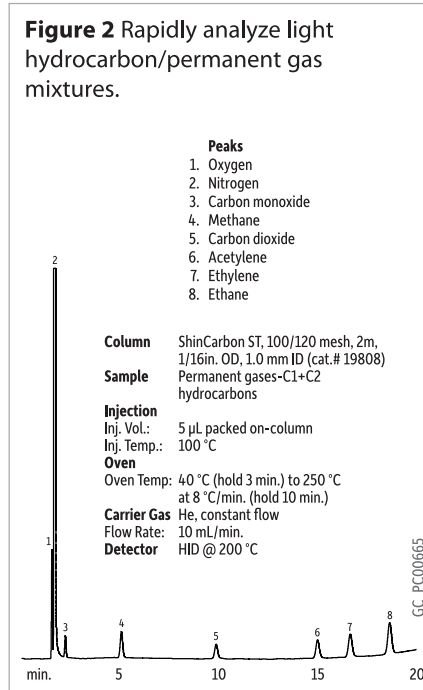 Figure 2 Rapidly analyze light
hydrocarbon/permanent gas
mixtures.
Peaks
1. Oxygen
2. Nitrogen
3. Carbon monoxide
4. Methane
5. Carbon dioxide
6. Acetylene
7. Ethylene
8. Ethane
Column ShinCarbon ST, 100/120 mesh, 2m,
1/16in. OD, 1.0 mm ID (cat.# 19808)
Sample Permanent gases-C1+C2
hydrocarbons
Injection
Inj. Vol.: 5 µL packed on-column
Inj. Temp.: 100 °C
Oven
Oven Temp: 40 °C (hold 3 min.) to 250 °C
at 8 °C/min. (hold 10 min.)
Carrier Gas He, constant flow
Flow Rate: 10 mL/min.
Detector HID @ 200 °C
GC_PC00665
2
1
3
4
5
6
7
8
min. 5 10 15 20